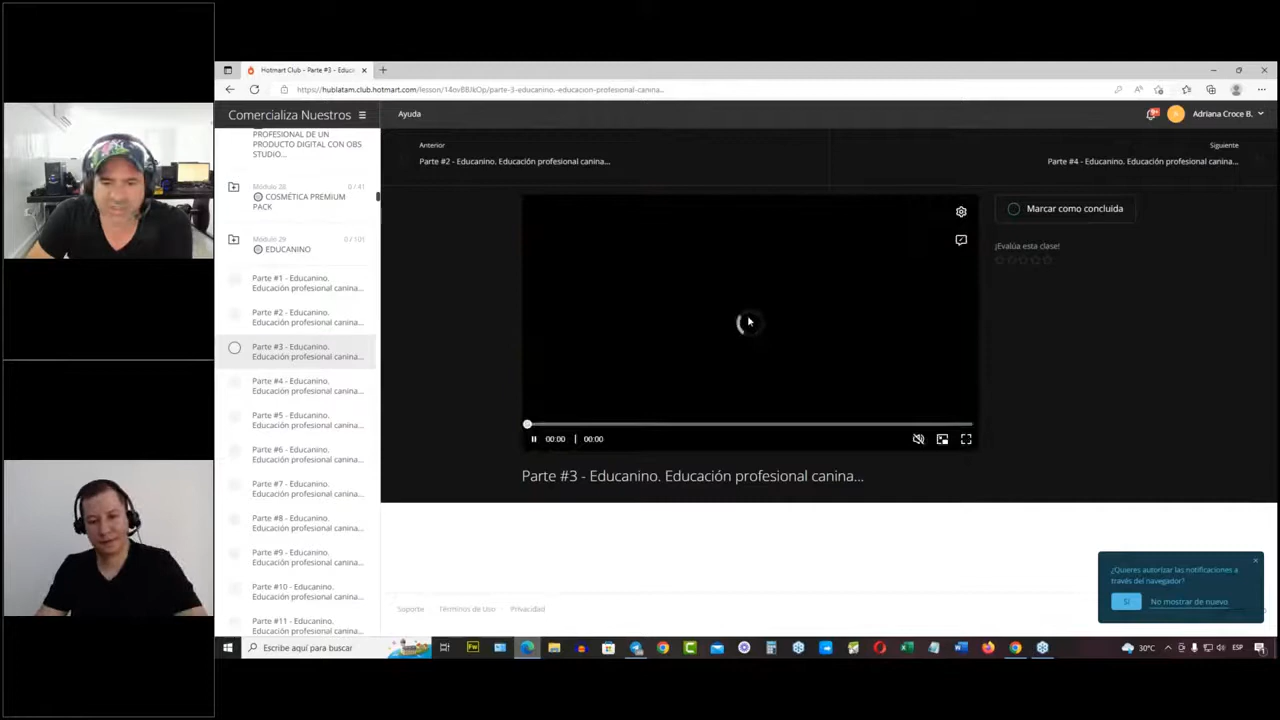 Hotmart Club - Parte #3 - Educ
https://hublatam.club.hotmart.com/lesson/14ovBBJkOp/parte-3-educanino.-educacion-profesional-canina...
Comercializa Nuestros
Ayuda
Adriana Croce B.
PROFESIONAL DE UN
PRODUCTO DIGITAL CON OBS
STUDIO...
Módulo 28
0 / 41
COSMÉTICA PREMIUM
PACK
Módulo 29
0 / 101
EDUCANINO
Parte #1 - Educanino.
Educación profesional canina...
Parte #2 - Educanino.
Educación profesional canina...
Parte #3 - Educanino.
Educación profesional canina...
Parte #4 - Educanino.
Educación profesional canina...
Parte #5 - Educanino.
Educación profesional canina...
Parte #6 - Educanino.
Educación profesional canina...
Parte #7 - Educanino.
Educación profesional canina...
Parte #8 - Educanino.
Educación profesional canina...
Parte #9 - Educanino.
Educación profesional canina...
Parte #10 - Educanino.
Educación profesional canina...
Parte #11 - Educanino.
Educación profesional canina...
Anterior
Parte #2 - Educanino. Educación profesional canina...
Siguiente
Parte #4 - Educanino. Educación profesional canina...
Marcar como concluida
¡Evalúa esta clase!
00:00 | 00:00
Parte #3 - Educanino. Educación profesional canina...
¿Quieres autorizar las notificaciones a
través del navegador?
SI
No mostrar de nuevo
Soporte
Términos de Uso
Privacidad
Escribe aquí para buscar
30°C
ESP